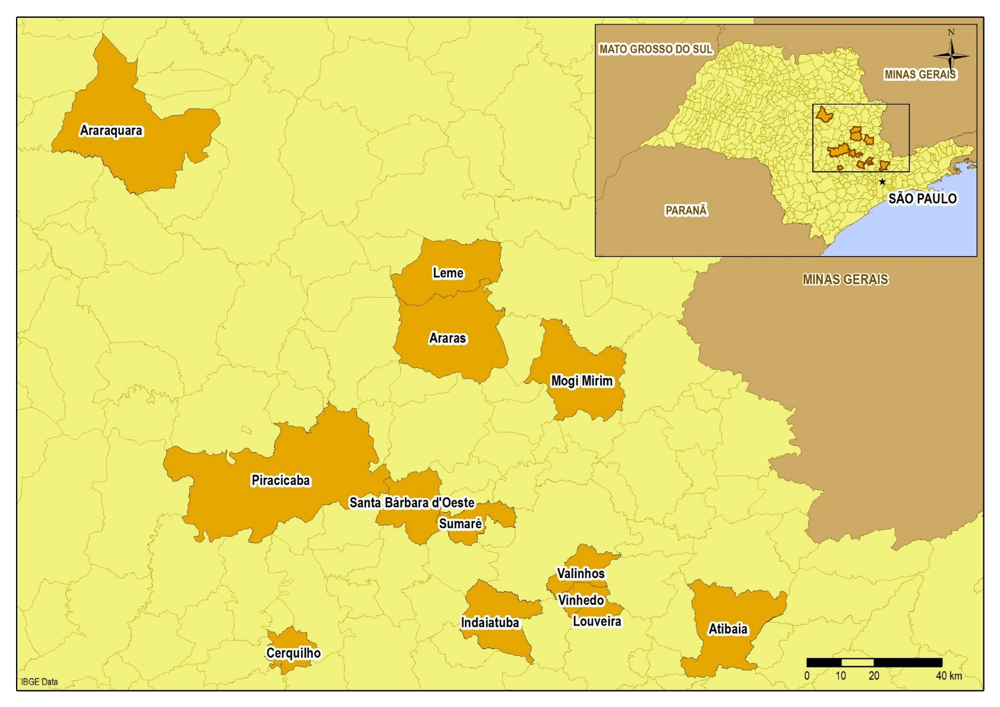 N
MATO GROSSO DO SUL
MINAS GERAIS
SÃO PAULO
PARANÃ
Araraquara
Leme
MINAS GERAIS
Araras
Mogi Mirim
Piracicaba
Santa Bárbara d'Oeste
Sumaré
Valinhos
Vinhedo
Indaiatuba
Louveira
Atibaia
Cerquilho
0 10 20 40 km
IBGE Data